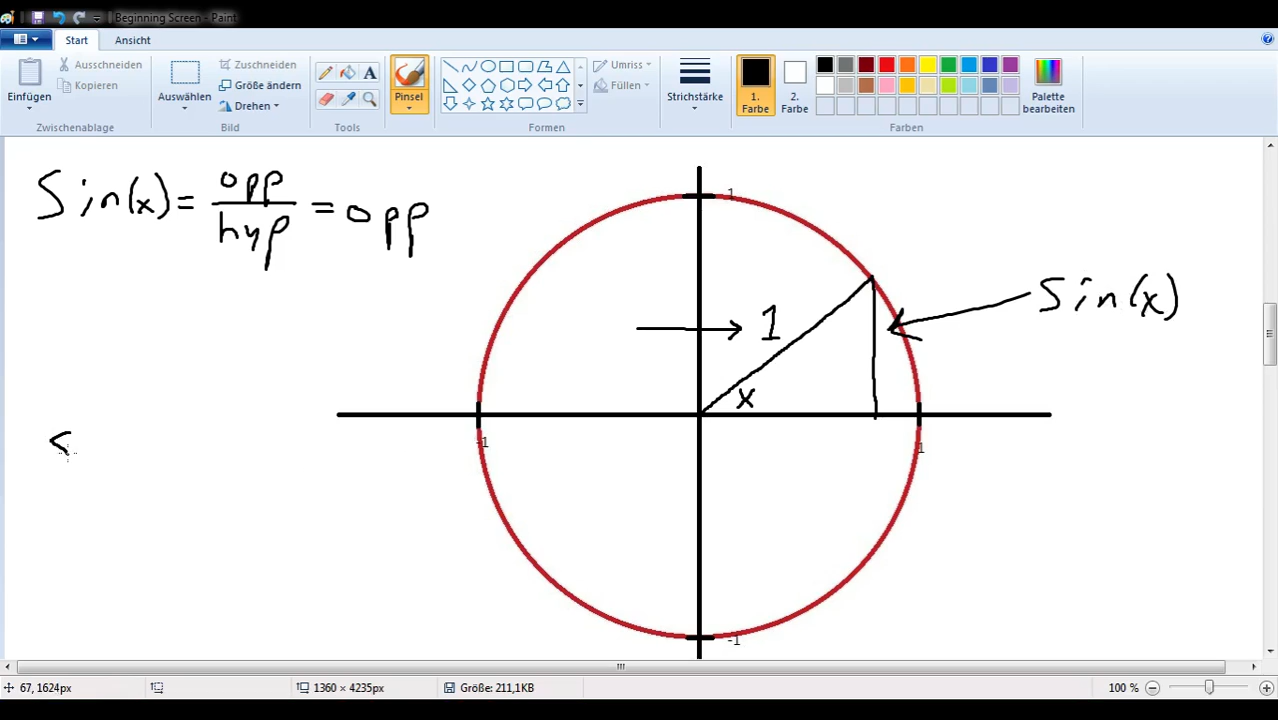 Beginning Screen - Paint
Start Ansicht
Einfügen
Ausschneiden
Kopieren
Zwischenablage
Auswählen
Zuschneiden
Größe ändern
Drehen
Bild
A
Tools
Pinsel
Umriss
Füllen
Formen
Strichstärke
1. Farbe
2. Farbe
Palette bearbeiten
Farben
Sin(x) = opp/hyp = opp
1
1
x
Sin(x)
-1
1
-1
S
67, 1624px
1360 × 4235px
Größe: 211,1KB
100 %